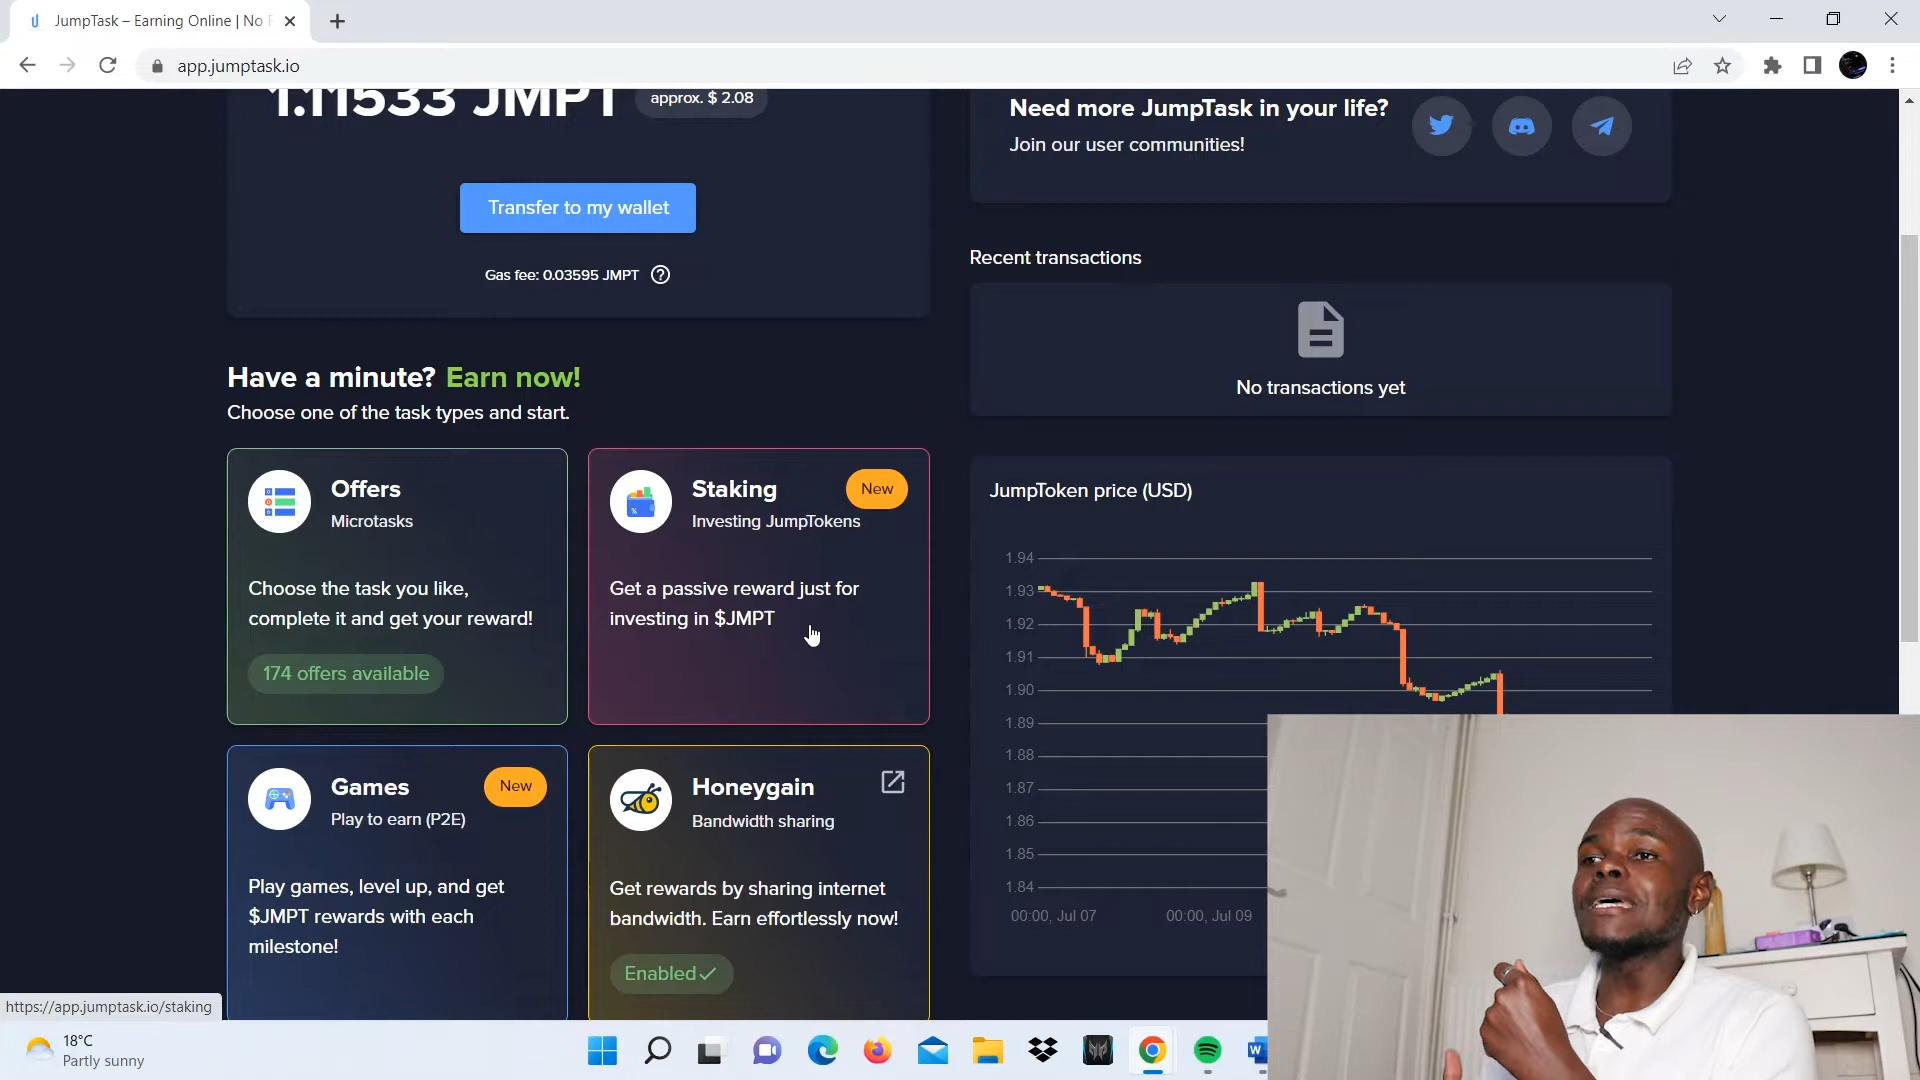 JumpTask – Earning Online | No
app.jumptask.io
1.11533 JMPT
approx. $ 2.08
Transfer to my wallet
Gas fee: 0.03595 JMPT
Need more JumpTask in your life?
Join our user communities!
Recent transactions
No transactions yet
Have a minute? Earn now!
Choose one of the task types and start.
Offers
Microtasks
Choose the task you like,
complete it and get your reward!
174 offers available
Staking
New
Investing JumpTokens
Get a passive reward just for
investing in $JMPT
Games
New
Play to earn (P2E)
Play games, level up, and get
$JMPT rewards with each
milestone!
Honeygain
Bandwidth sharing
Get rewards by sharing internet
bandwidth. Earn effortlessly now!
Enabled
JumpToken price (USD)
1.94
1.93
1.92
1.91
1.90
1.89
1.88
1.87
1.86
1.85
1.84
00:00, Jul 07
00:00, Jul 09
https://app.jumptask.io/staking
18°C
Partly sunny